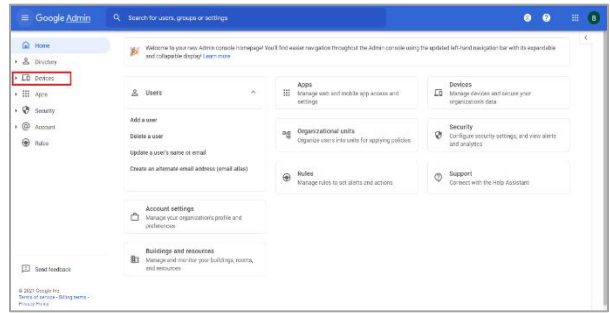 Google Admin
Search for users, groups or settings
B
Home
Directory
Devices
Apps
Security
Account
Rules
Send feedback
© 2021 Google Inc.
Terms of service - Billing terms -
Privacy Policy
Welcome to your new Admin console Homepage! You'll find easier navigation throughout the Admin console using the updated left-hand navigation bar with its expandable
and collapsible display! Learn more
Users
Add a user
Delete a user
Update a user's name or email
Create an alternate email address (email alias)
Account settings
Manage your organization's profile and
preferences
Buildings and resources
Manage and monitor your buildings, rooms,
and resources
Apps
Manage web and mobile app access and
settings
Organizational units
Organize users into units for applying policies
Rules
Manage rules to set alerts and actions
Devices
Manage devices and secure your
organization's data
Security
Configure security settings, and view alerts
and analytics
Support
Connect with the Help Assistant